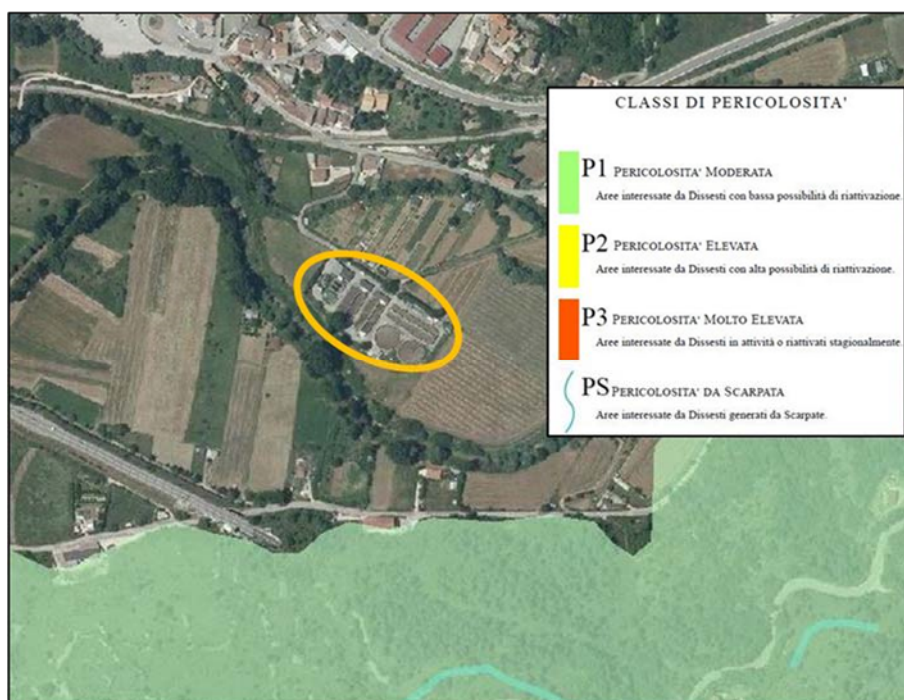 CLASSI DI PERICOLOSITA'
P1 PERICOLOSITA' MODERATA
Aree interessate da Dissesti con bassa possibilità di riattivazione.
P2 PERICOLOSITA' ELEVATA
Aree interessate da Dissesti con alta possibilità di riattivazione.
P3 PERICOLOSITA' MOLTO ELEVATA
Aree interessate da Dissesti in attività o riattivati stagionalmente.
PS PERICOLOSITA' DA SCARPATA
Aree interessate da Dissesti generati da Scarpate.